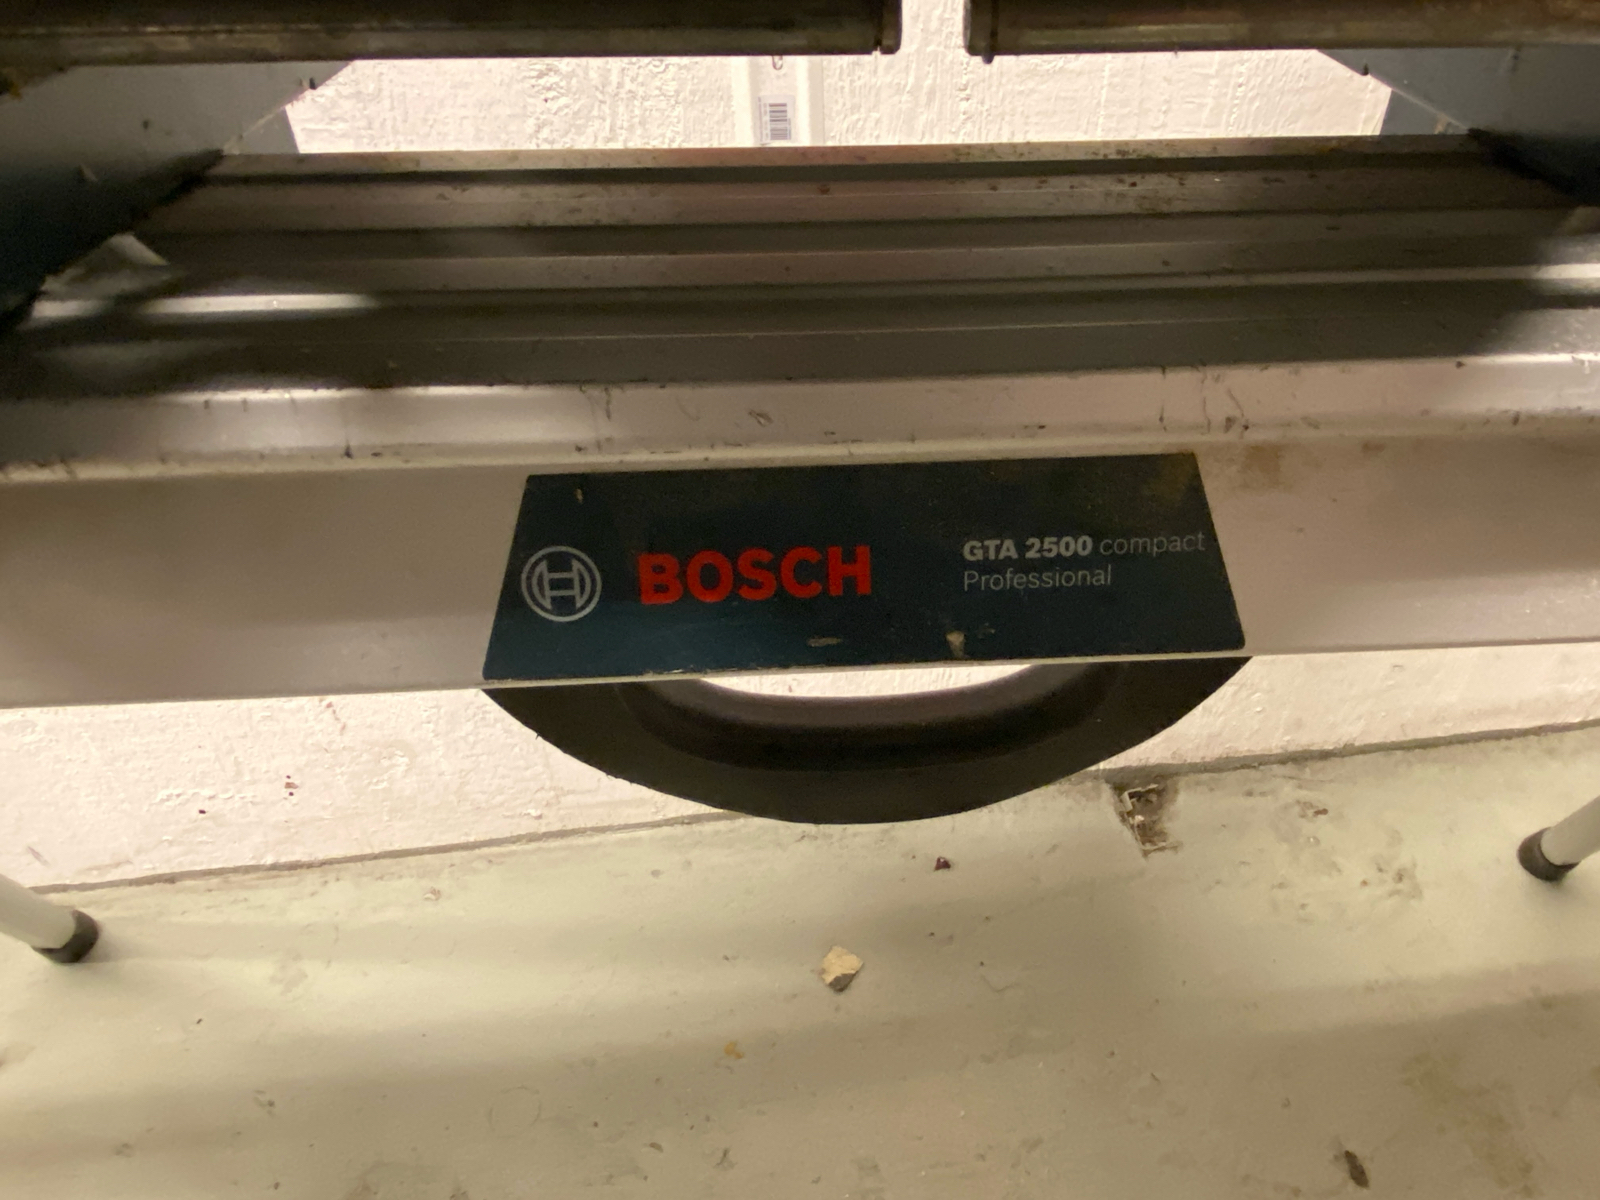 BOSCH
GTA 2500 compact
Professional